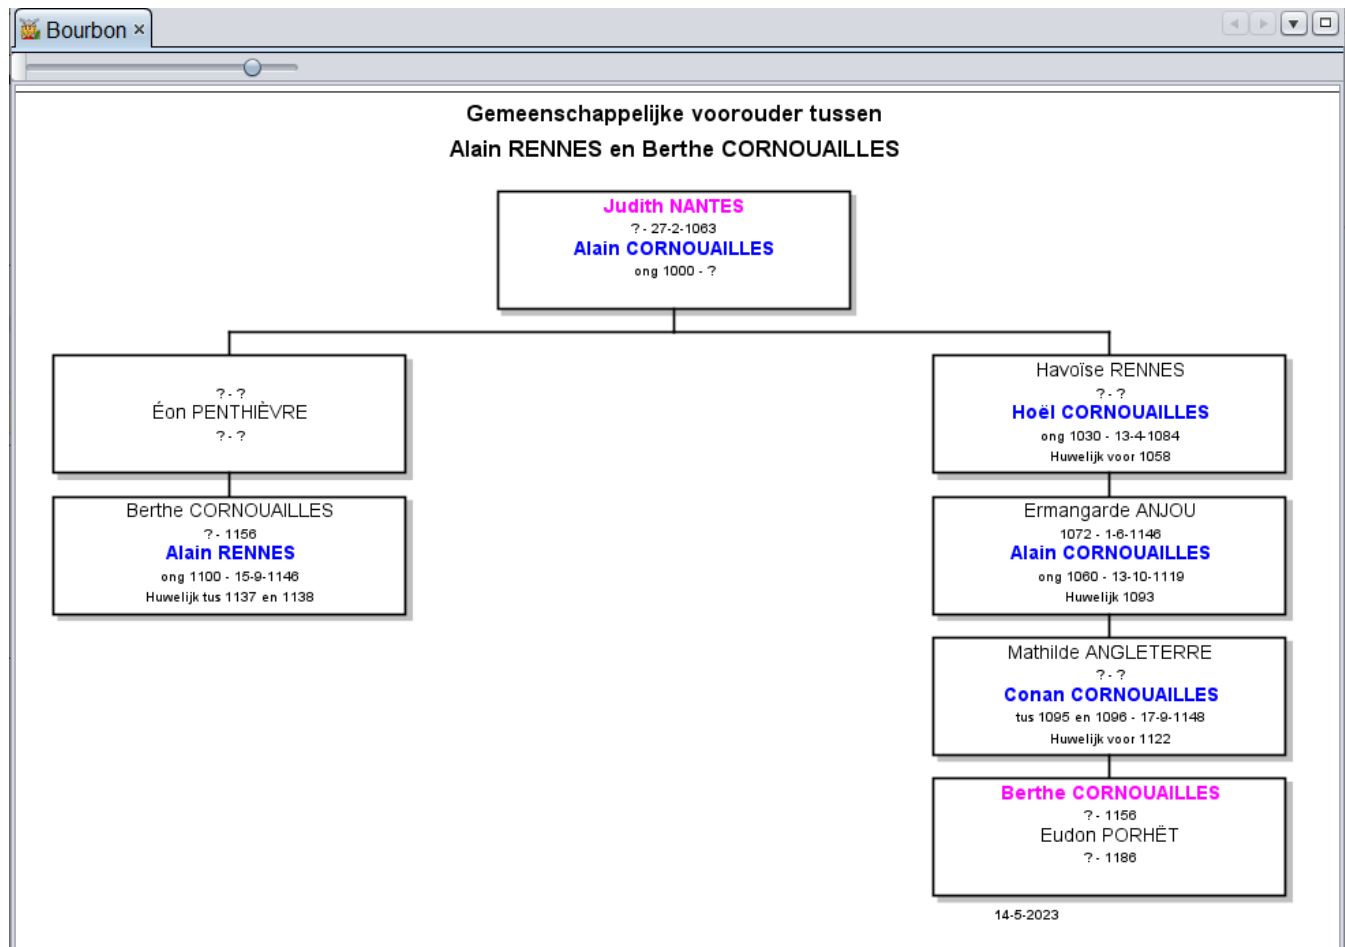 Bourbon ×
Gemeenschappelijke voorouder tussen
Alain RENNES en Berthe CORNOUAILLES
Judith NANTES
? - 27-2-1063
Alain CORNOUAILLES
ong 1000 - ?
? - ?
Éon PENTHIÈVRE
? - ?
Berthe CORNOUAILLES
? - 1156
Alain RENNES
ong 1100 - 15-9-1146
Huwelijk tus 1137 en 1138
Havoïse RENNES
? - ?
Hoël CORNOUAILLES
ong 1030 - 13-4-1084
Huwelijk voor 1058
Ermangarde ANJOU
1072 - 1-6-1146
Alain CORNOUAILLES
ong 1060 - 13-10-1119
Huwelijk 1093
Mathilde ANGLETERRE
? - ?
Conan CORNOUAILLES
tus 1095 en 1096 - 17-9-1148
Huwelijk voor 1122
Berthe CORNOUAILLES
? - 1156
Eudon PORHËT
? - 1186
14-5-2023